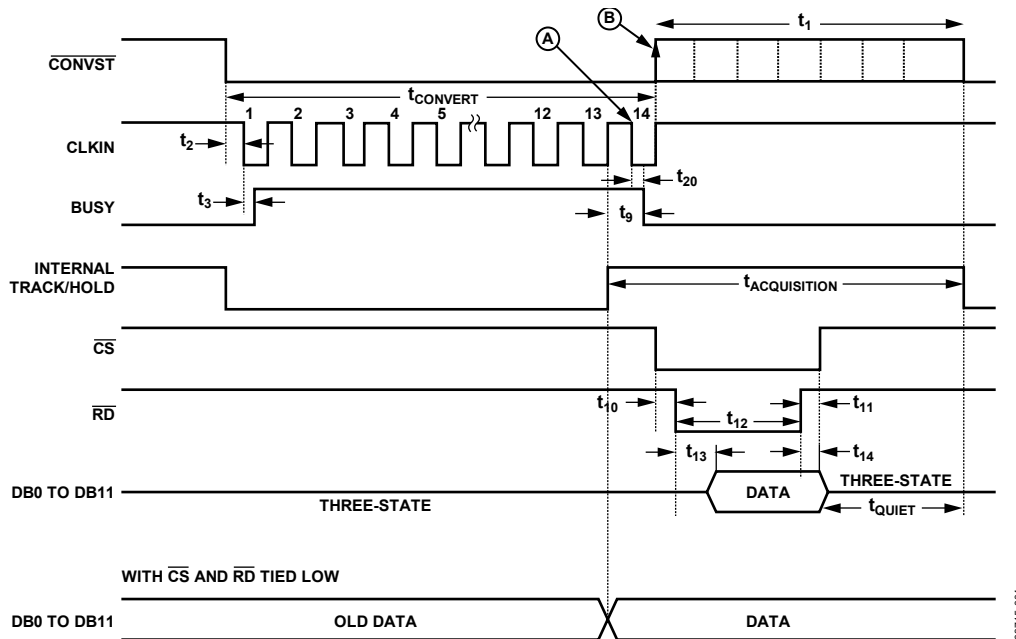 B
t1
A
CONVST
tCONVERT
1 2 3 4 5 12 13 14
CLKIN
t2
t20
t3
BUSY
t9
INTERNAL
TRACK/HOLD
tACQUISITION
CS
t10
t11
RD
t12
t13
t14
DB0 TO DB11
THREE-STATE
DATA
THREE-STATE
tQUIET
WITH CS AND RD TIED LOW
DB0 TO DB11
OLD DATA
DATA